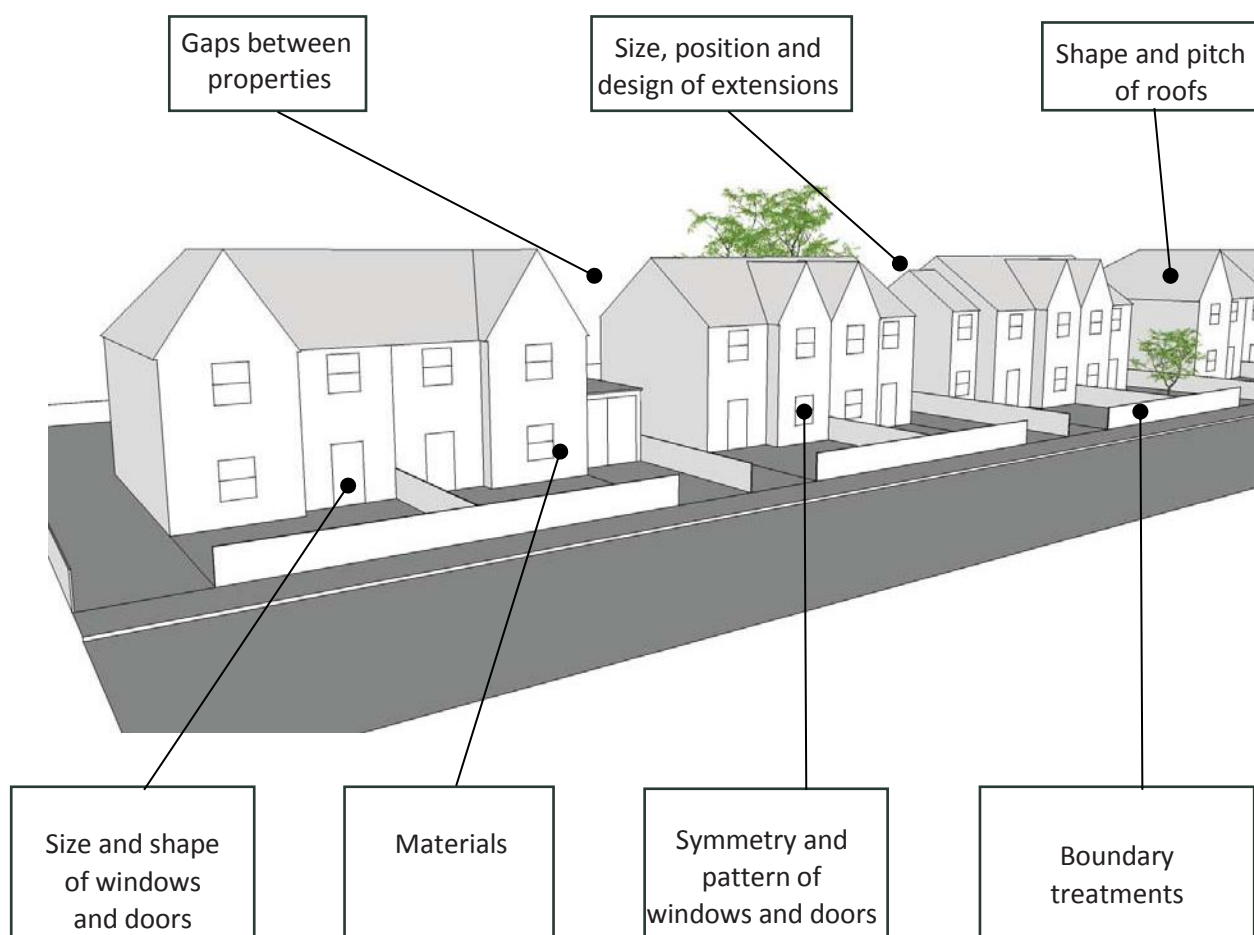 Gaps between
properties
Size, position and
design of extensions
Shape and pitch
of roofs
Size and shape
of windows
and doors
Materials
Symmetry and
pattern of
windows and doors
Boundary
treatments